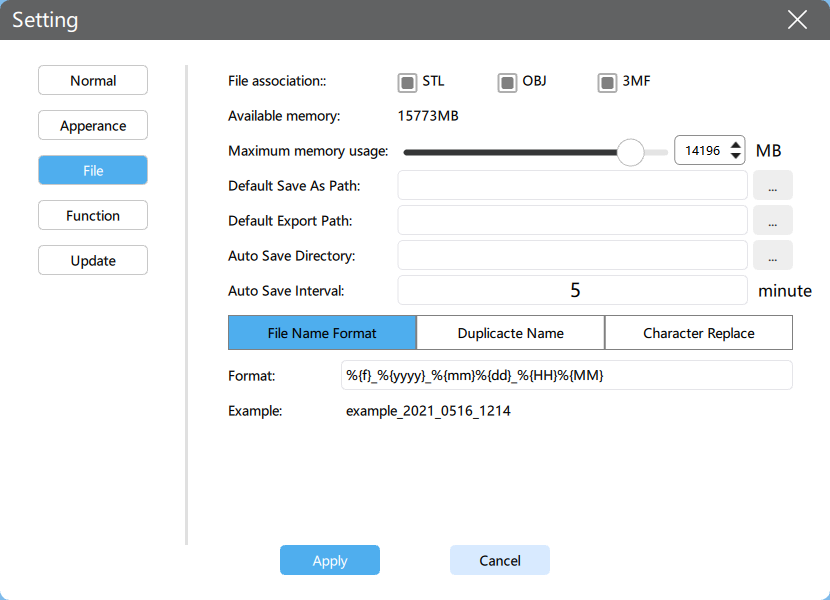 Setting
Normal
Apperance
File
Function
Update
File association:: STL OBJ 3MF
Available memory: 15773MB
Maximum memory usage: 14196 MB
Default Save As Path: ...
Default Export Path: ...
Auto Save Directory: ...
Auto Save Interval: 5 minute
File Name Format Duplicacte Name Character Replace
Format: %{f}_%{yyyy}_%{mm}%{dd}_%{HH}%{MM}
Example: example_2021_0516_1214
Apply Cancel